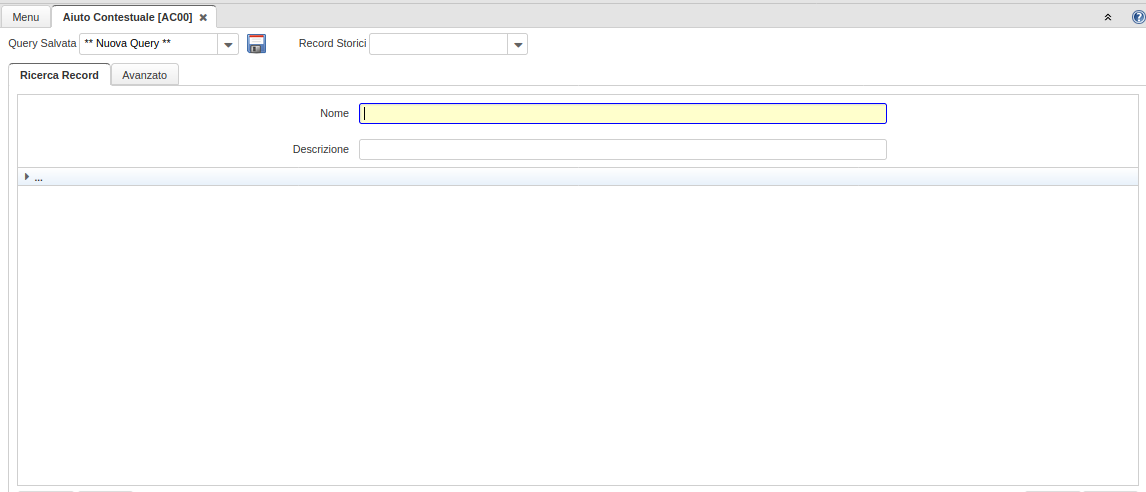 Menu
Aiuto Contestuale [AC00]
Query Salvata ** Nuova Query ** Record Storici
Ricerca Record Avanzato
Nome
Descrizione
...